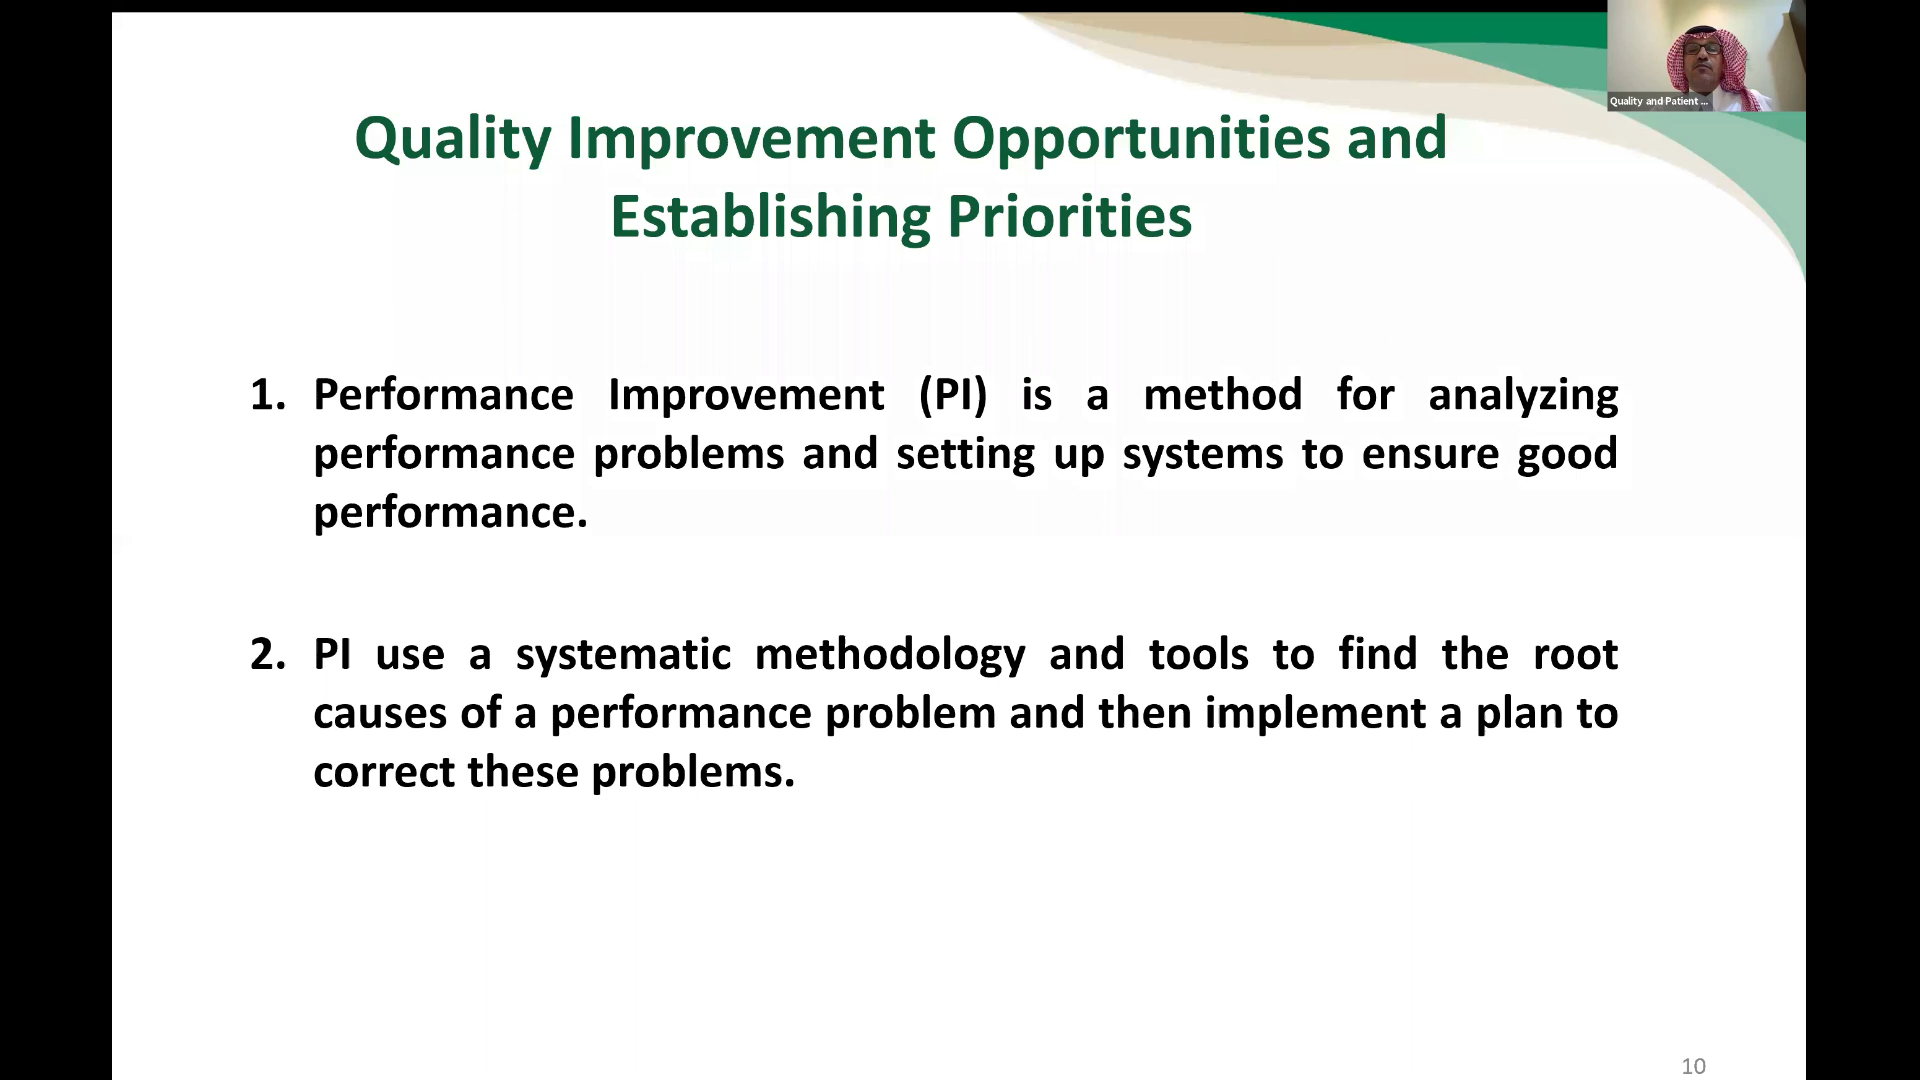 Quality and Patient ...
Quality Improvement Opportunities and
Establishing Priorities
1. Performance Improvement (PI) is a method for analyzing
performance problems and setting up systems to ensure good
performance.
2. PI use a systematic methodology and tools to find the root
causes of a performance problem and then implement a plan to
correct these problems.
10